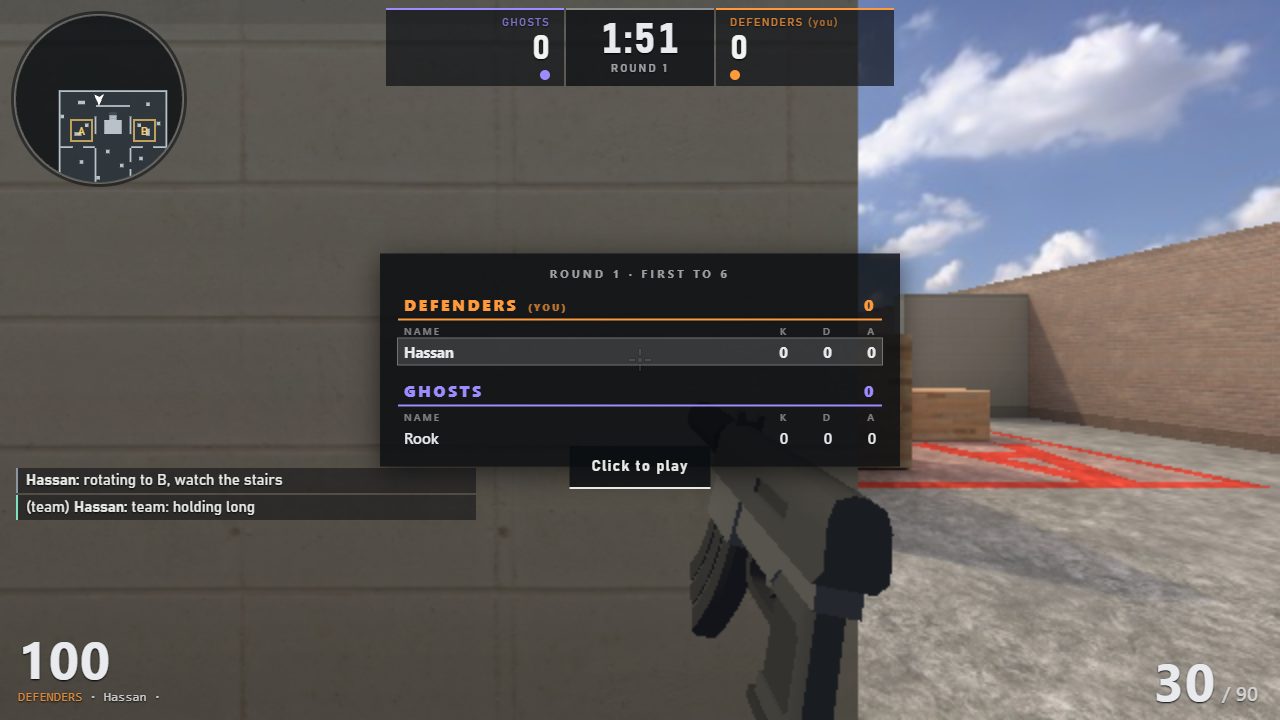 GHOSTS
0
1:51
ROUND 1
DEFENDERS (you)
0
A
B
ROUND 1 · FIRST TO 6
DEFENDERS (YOU) 0
NAME K D A
Hassan 0 0 0
GHOSTS 0
NAME K D A
Rook 0 0 0
Click to play
Hassan: rotating to B, watch the stairs
(team) Hassan: team: holding long
A
100
DEFENDERS · Hassan ·
30 / 90